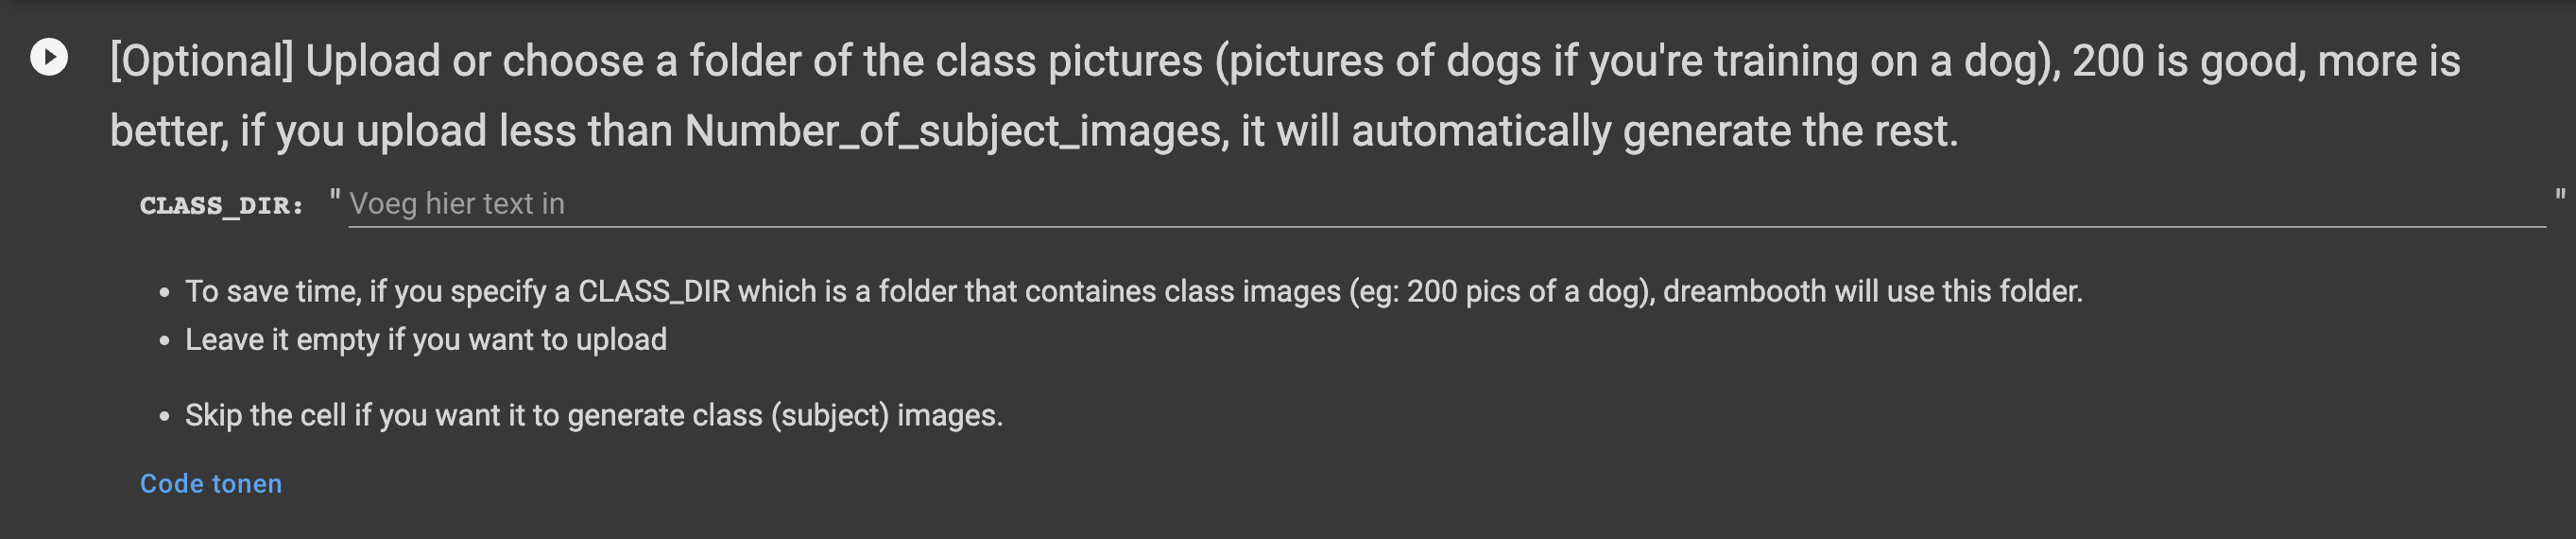 [Optional] Upload or choose a folder of the class pictures (pictures of dogs if you're training on a dog), 200 is good, more is
better, if you upload less than Number_of_subject_images, it will automatically generate the rest.
CLASS_DIR: " Voeg hier text in "
• To save time, if you specify a CLASS_DIR which is a folder that containes class images (eg: 200 pics of a dog), dreambooth will use this folder.
• Leave it empty if you want to upload
• Skip the cell if you want it to generate class (subject) images.
Code tonen